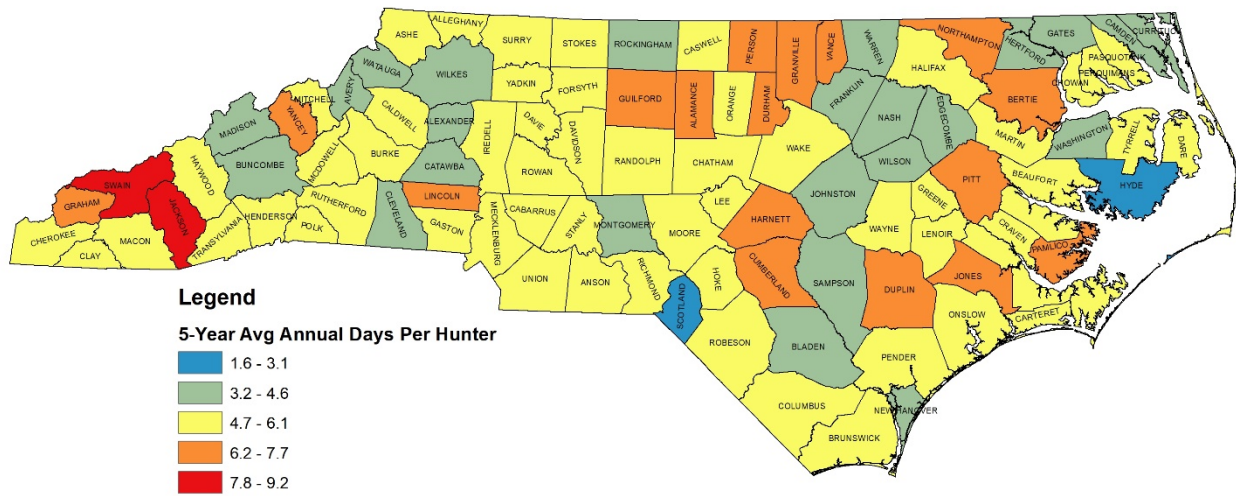 ALLEGHANY
ASHE
SURRY
STOKES
ROCKINGHAM
CASWELL
PERSON
GRANVILLE
VANCE
WARREN
NORTHAMPTON
HERTFORD
GATES
CAMDEN
CURRITUCK
PASQUOTANK
PERQUIMANS
CHOWAN
HALIFAX
BERTIE
WATAUGA
WILKES
YADKIN
FORSYTH
GUILFORD
ALAMANCE
ORANGE
DURHAM
FRANKLIN
NASH
EDGECOMBE
MARTIN
WASHINGTON
TYRRELL
DARE
AVERY
MITCHELL
YANCEY
MADISON
CALDWELL
ALEXANDER
IREDELL
DAVIE
DAVIDSON
RANDOLPH
CHATHAM
WAKE
WILSON
PITT
BEAUFORT
HYDE
BUNCOMBE
MCDOWELL
BURKE
CATAWBA
ROWAN
HAYWOOD
SWAIN
GRAHAM
JACKSON
LINCOLN
JOHNSTON
GREENE
CHEROKEE
MACON
CLAY
TRANSYLVANIA
HENDERSON
POLK
RUTHERFORD
CLEVELAND
GASTON
MECKLENBURG
CABARRUS
STANLY
MONTGOMERY
MOORE
LEE
HARNETT
WAYNE
LENOIR
CRAVEN
PAMLICO
JONES
UNION
ANSON
RICHMOND
SCOTLAND
HOKE
CUMBERLAND
SAMPSON
DUPLIN
ONSLOW
CARTERET
ROBESON
BLADEN
PENDER
COLUMBUS
NEW HANOVER
BRUNSWICK
Legend
5-Year Avg Annual Days Per Hunter
1.6 - 3.1
3.2 - 4.6
4.7 - 6.1
6.2 - 7.7
7.8 - 9.2